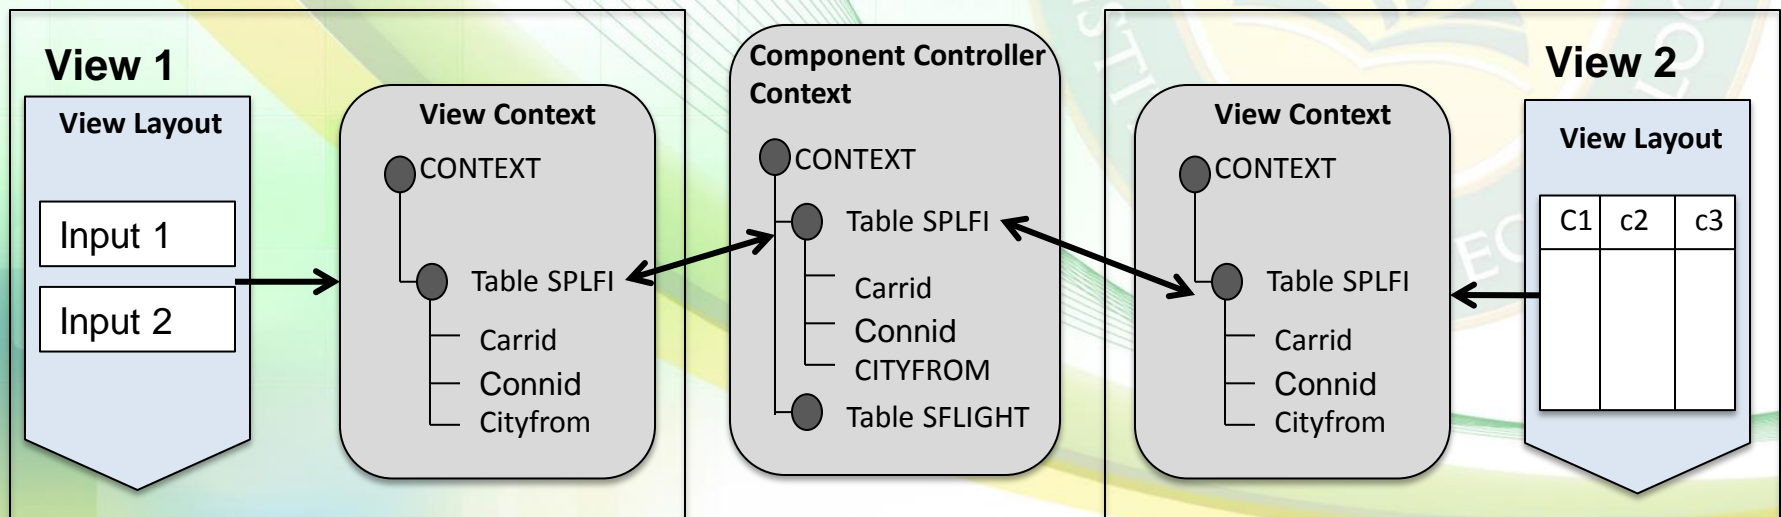 View 1
View Layout
Input 1
Input 2
View Context
CONTEXT
Table SPLFI
Carrid
Connid
Cityfrom
Component Controller
Context
CONTEXT
Table SPLFI
Carrid
Connid
CITYFROM
Table SFLIGHT
View Context
CONTEXT
Table SPLFI
Carrid
Connid
Cityfrom
View 2
View Layout
C1 c2 c3